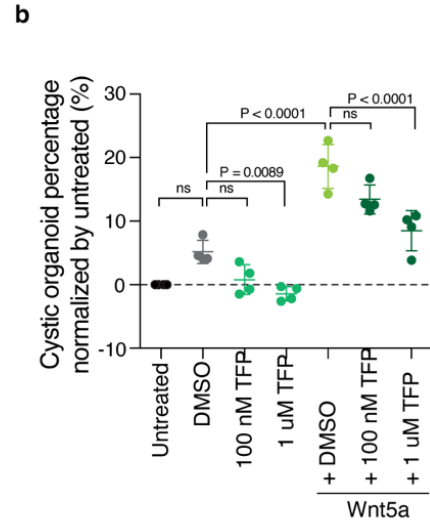 b
Cystic organoid percentage
normalized by untreated (%)
30
20
10
0
-10
P < 0.0001
P < 0.0001
ns
P = 0.0089
ns
ns
Untreated
DMSO
100 nM TFP
1 uM TFP
+ DMSO
+ 100 nM TFP
+ 1 uM TFP
Wnt5a